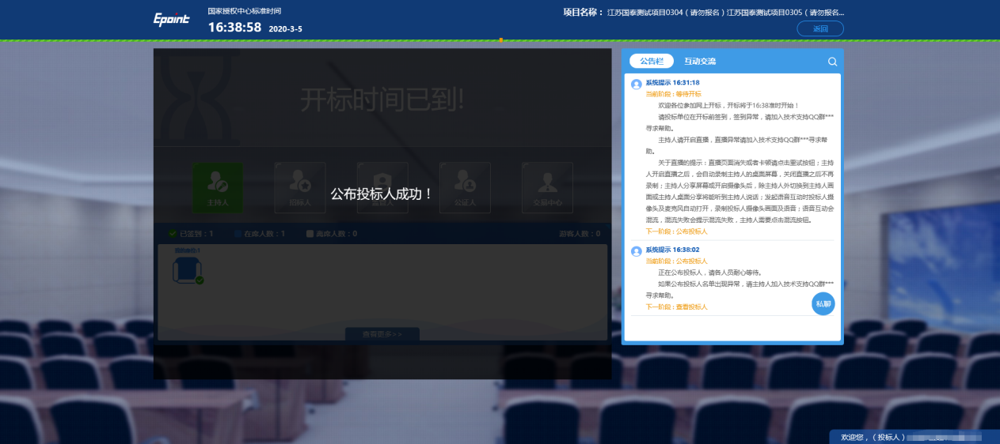 Epoint
国家授权中心标准时间
16:38:58 2020-3-5
项目名称： 江苏国泰测试项目0304（请勿报名）江苏国泰测试项目0305（请勿报名...
返回
开标时间已到!
主持人
招标人
监管人
公证人
交易中心
公布投标人成功！
已签到：1 在席人数：1 离席人数：0 游客人数：0
我的身份:1
查看更多>>
公告栏 互动交流
系统提示 16:31:18
当前阶段：等待开标
欢迎各位参加网上开标，开标将于16:38准时开始！
请投标单位在开标前签到，签到异常，请加入技术支持QQ群***
寻求帮助。
主持人请开启直播，直播异常请加入技术支持QQ群***寻求帮
助。
关于直播的提示：直播页面消失或者卡顿请点击重试按钮；主持
人开启直播之后，会自动录制主持人的桌面屏幕，关闭直播之后不再
录制；主持人分享屏幕或开启摄像头后，除主持人外切换到主持人画
面或主持人桌面分享将能听到主持人说话；发起语音互动时投标人摄
像头及麦克风自动打开，录制投标人摄像头画面及语音；语音互动会
混流，混流失败会提示混流失败，主持人需要点击混流按钮。
下一阶段：公布投标人
系统提示 16:38:02
当前阶段：公布投标人
正在公布投标人，请各人员耐心等待。
如果公布投标人名单出现异常，请主持人加入技术支持QQ群***
寻求帮助。
下一阶段：查看投标人
私聊
欢迎您，（投标人）